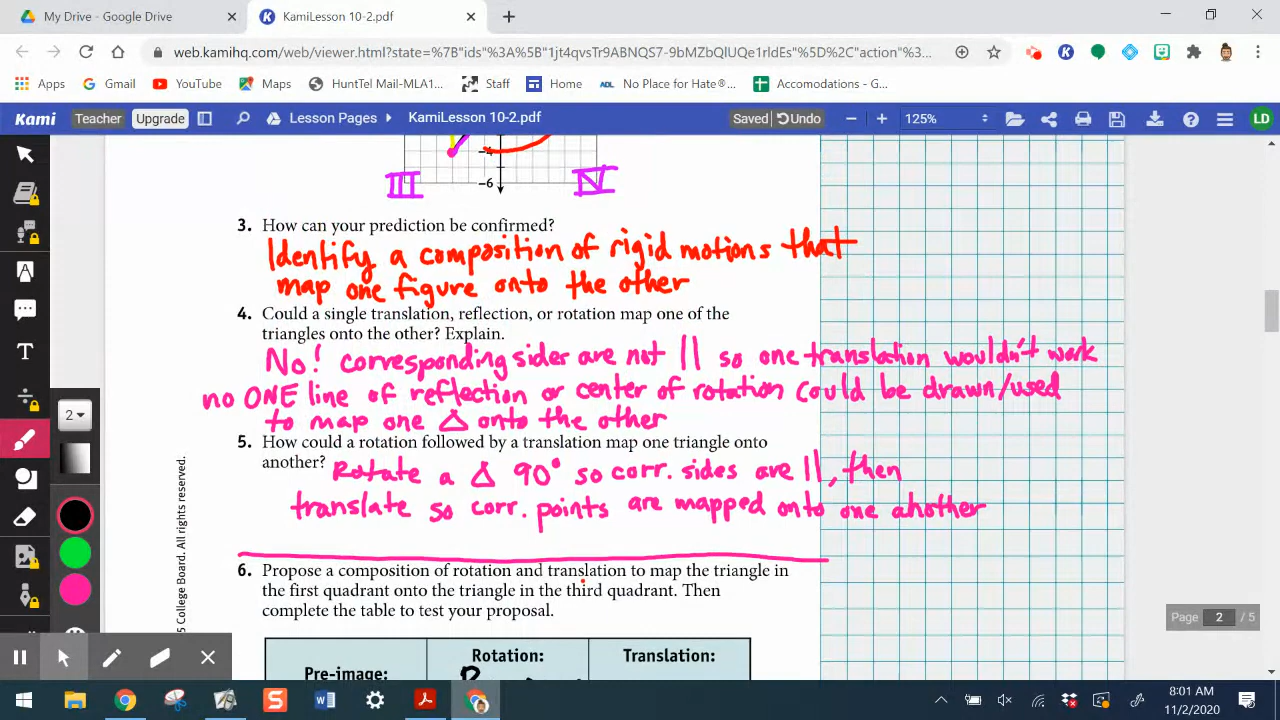 My Drive - Google Drive
KamiLesson 10-2.pdf
web.kamihq.com/web/viewer.html?state=%7B"ids"%3A%5B"1jt4qvsTr9ABNQS7-9bMZbQlUQe1rldEs"%5D%2C"action"%3...
Apps
Gmail
YouTube
Maps
HuntTel Mail-MLA1...
Staff
Home
ADL
No Place for Hate®...
Accomodations - G...
Kami
Teacher
Upgrade
Lesson Pages
KamiLesson 10-2.pdf
Saved
Undo
125%
LD
-4
-6
III
IV
3. How can your prediction be confirmed?
Identify a composition of rigid motions that
map one figure onto the other
4. Could a single translation, reflection, or rotation map one of the
triangles onto the other? Explain.
No! corresponding sides are not || so one translation wouldn't work
no ONE line of reflection or center of rotation could be drawn/used
to map one △ onto the other
5. How could a rotation followed by a translation map one triangle onto
another?
Rotate a △ 90° so corr. sides are ||, then
translate so corr. points are mapped onto one another
6. Propose a composition of rotation and translation to map the triangle in
the first quadrant onto the triangle in the third quadrant. Then
complete the table to test your proposal.
Pre-image:
Rotation:
Translation:
5 College Board. All rights reserved.
2
Page 2 / 5
8:01 AM
11/2/2020